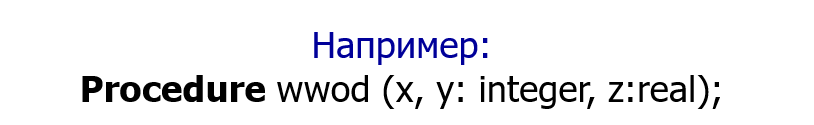 Например:
Procedure wwod (x, y: integer, z:real);